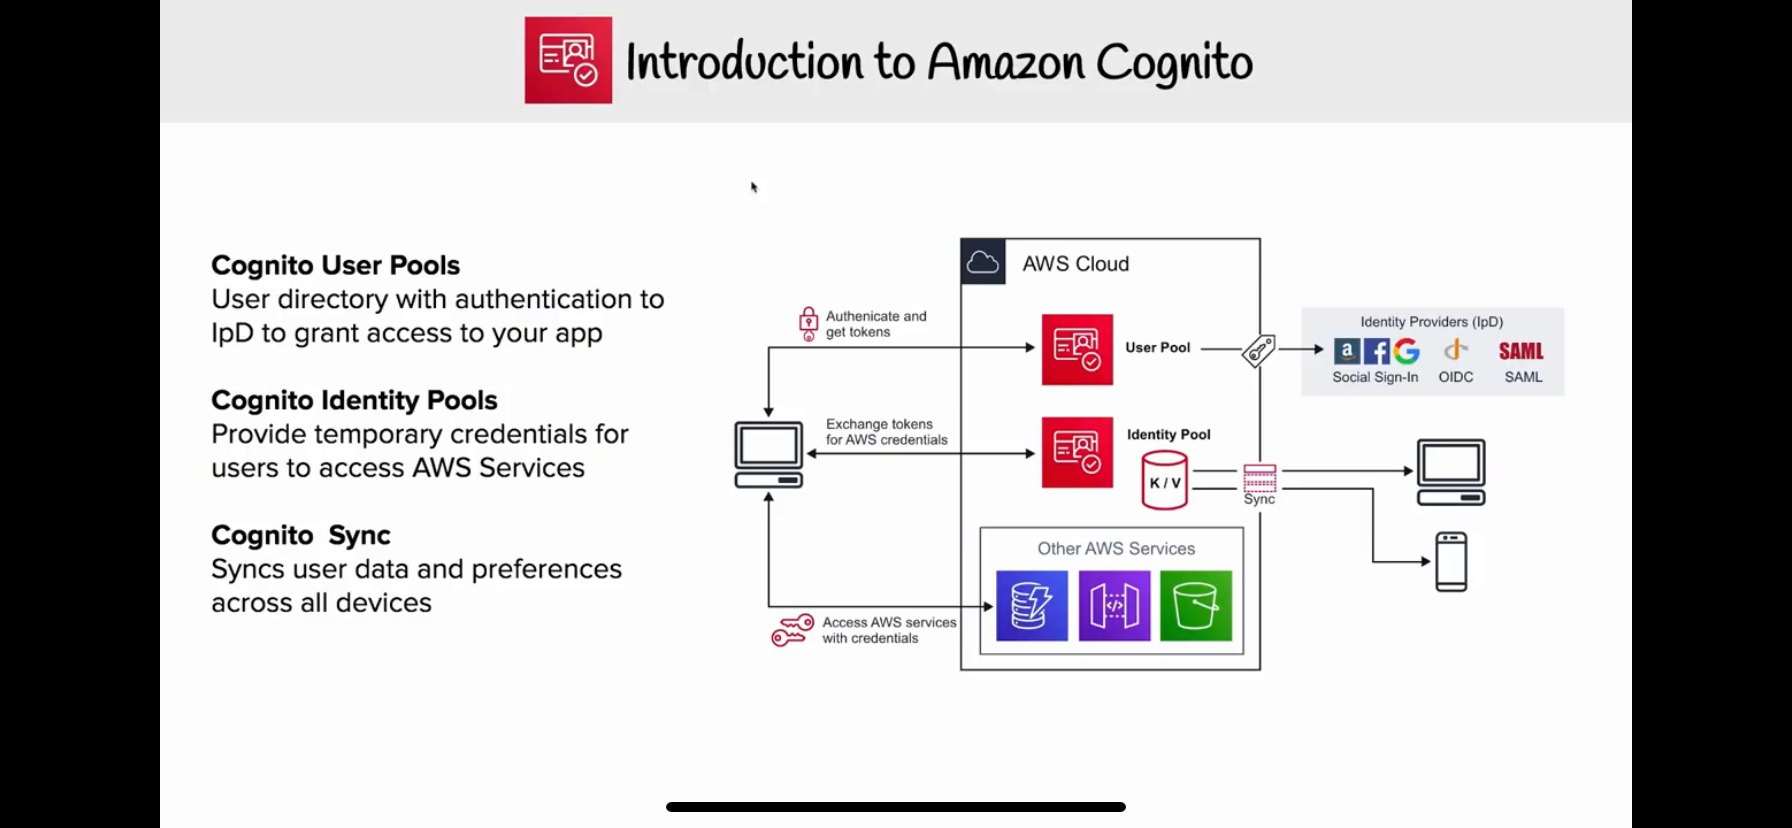 Introduction to Amazon Cognito
Cognito User Pools
User directory with authentication to
IpD to grant access to your app
Cognito Identity Pools
Provide temporary credentials for
users to access AWS Services
Cognito Sync
Syncs user data and preferences
across all devices
AWS Cloud
Authenicate and
get tokens
User Pool
Identity Providers (IpD)
a f G SAML
Social Sign-In OIDC SAML
Exchange tokens
for AWS credentials
Identity Pool
K / V
Sync
Other AWS Services
</>
Access AWS services
with credentials